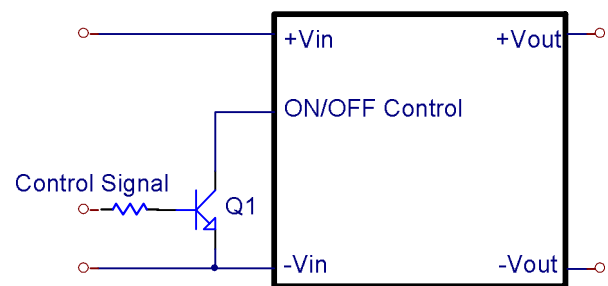 +Vin
+Vout
ON/OFF Control
Control Signal
Q1
-Vin
-Vout